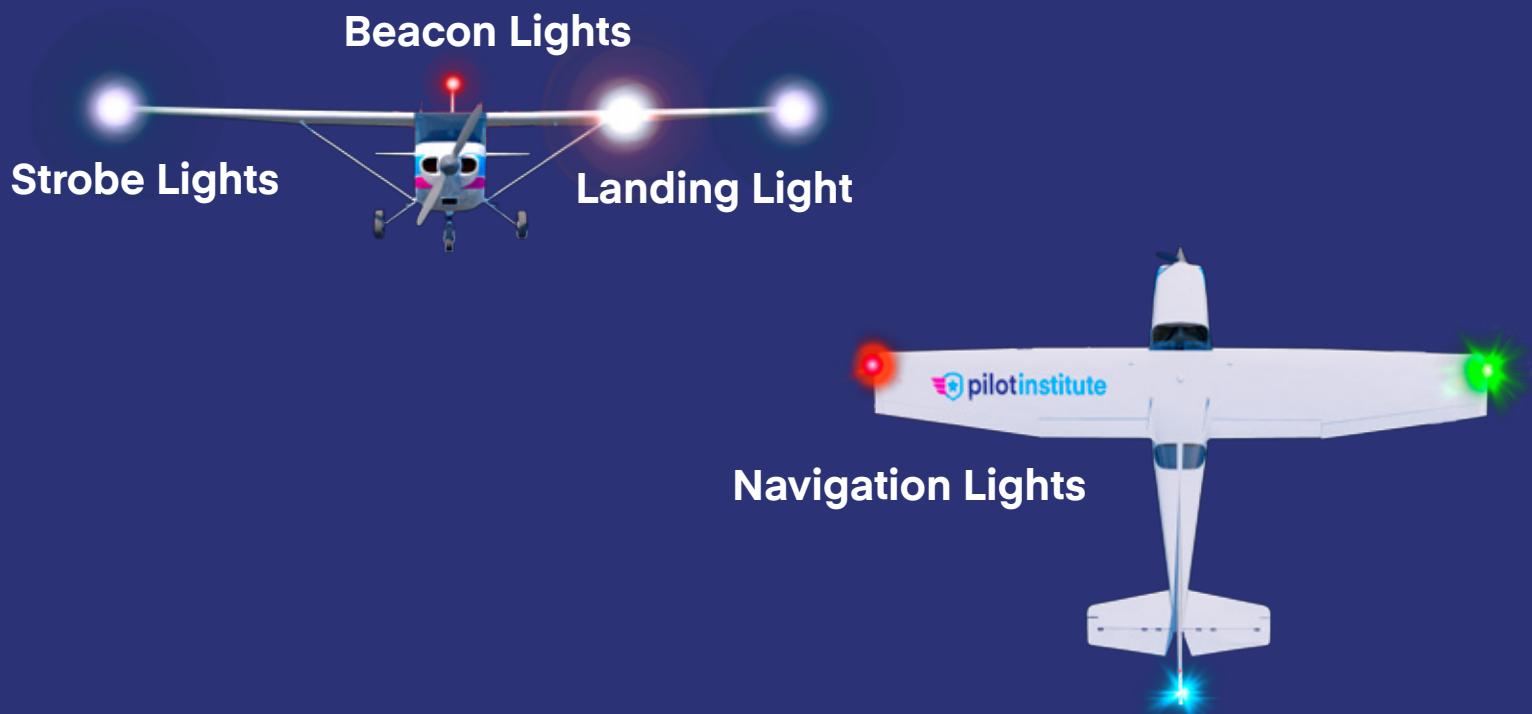 Beacon Lights
Strobe Lights
Landing Light
pilotinstitute
Navigation Lights